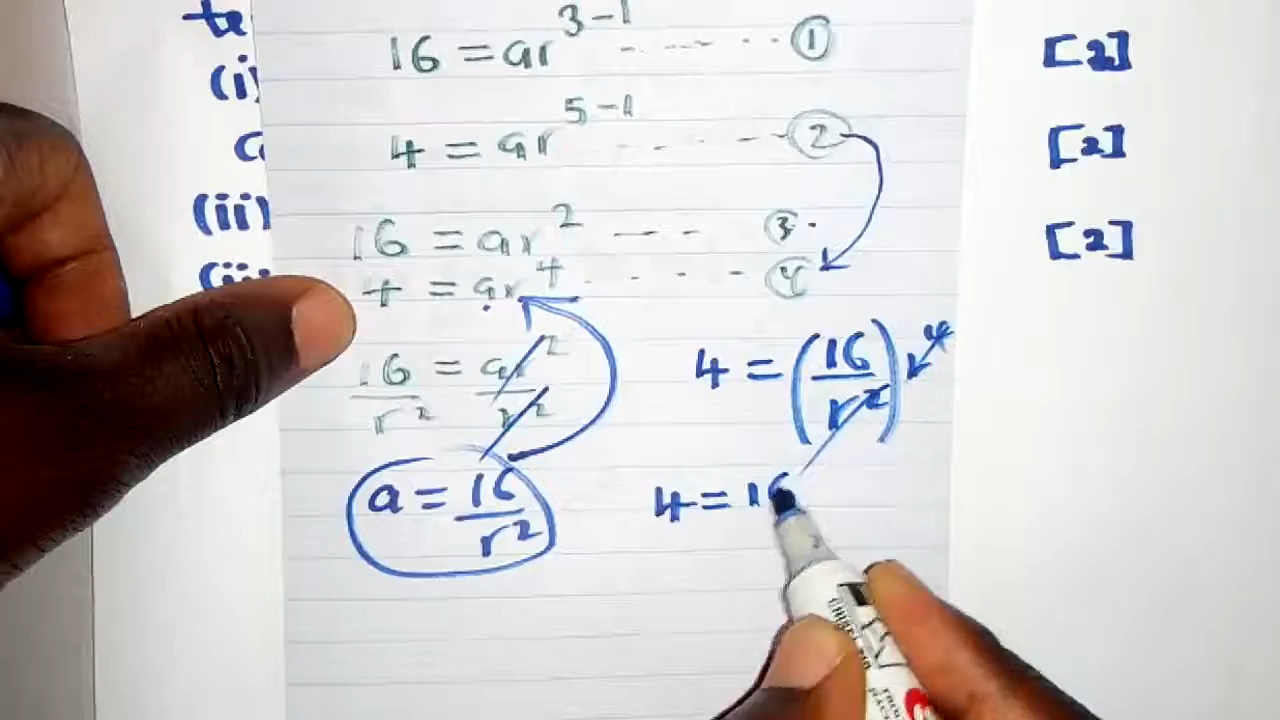 te
16 = ar^{3-1} ------- ①
(i)
[2]
4 = ar^{5-1} ------ ②
[2]
(ii)
16 = ar^2 ---- ③
[2]
4 = ar^4 ------ ④
16/r^2 = ar^2/r^2
4 = (16/r^2) r^4
a = 16/r^2
4 = 16